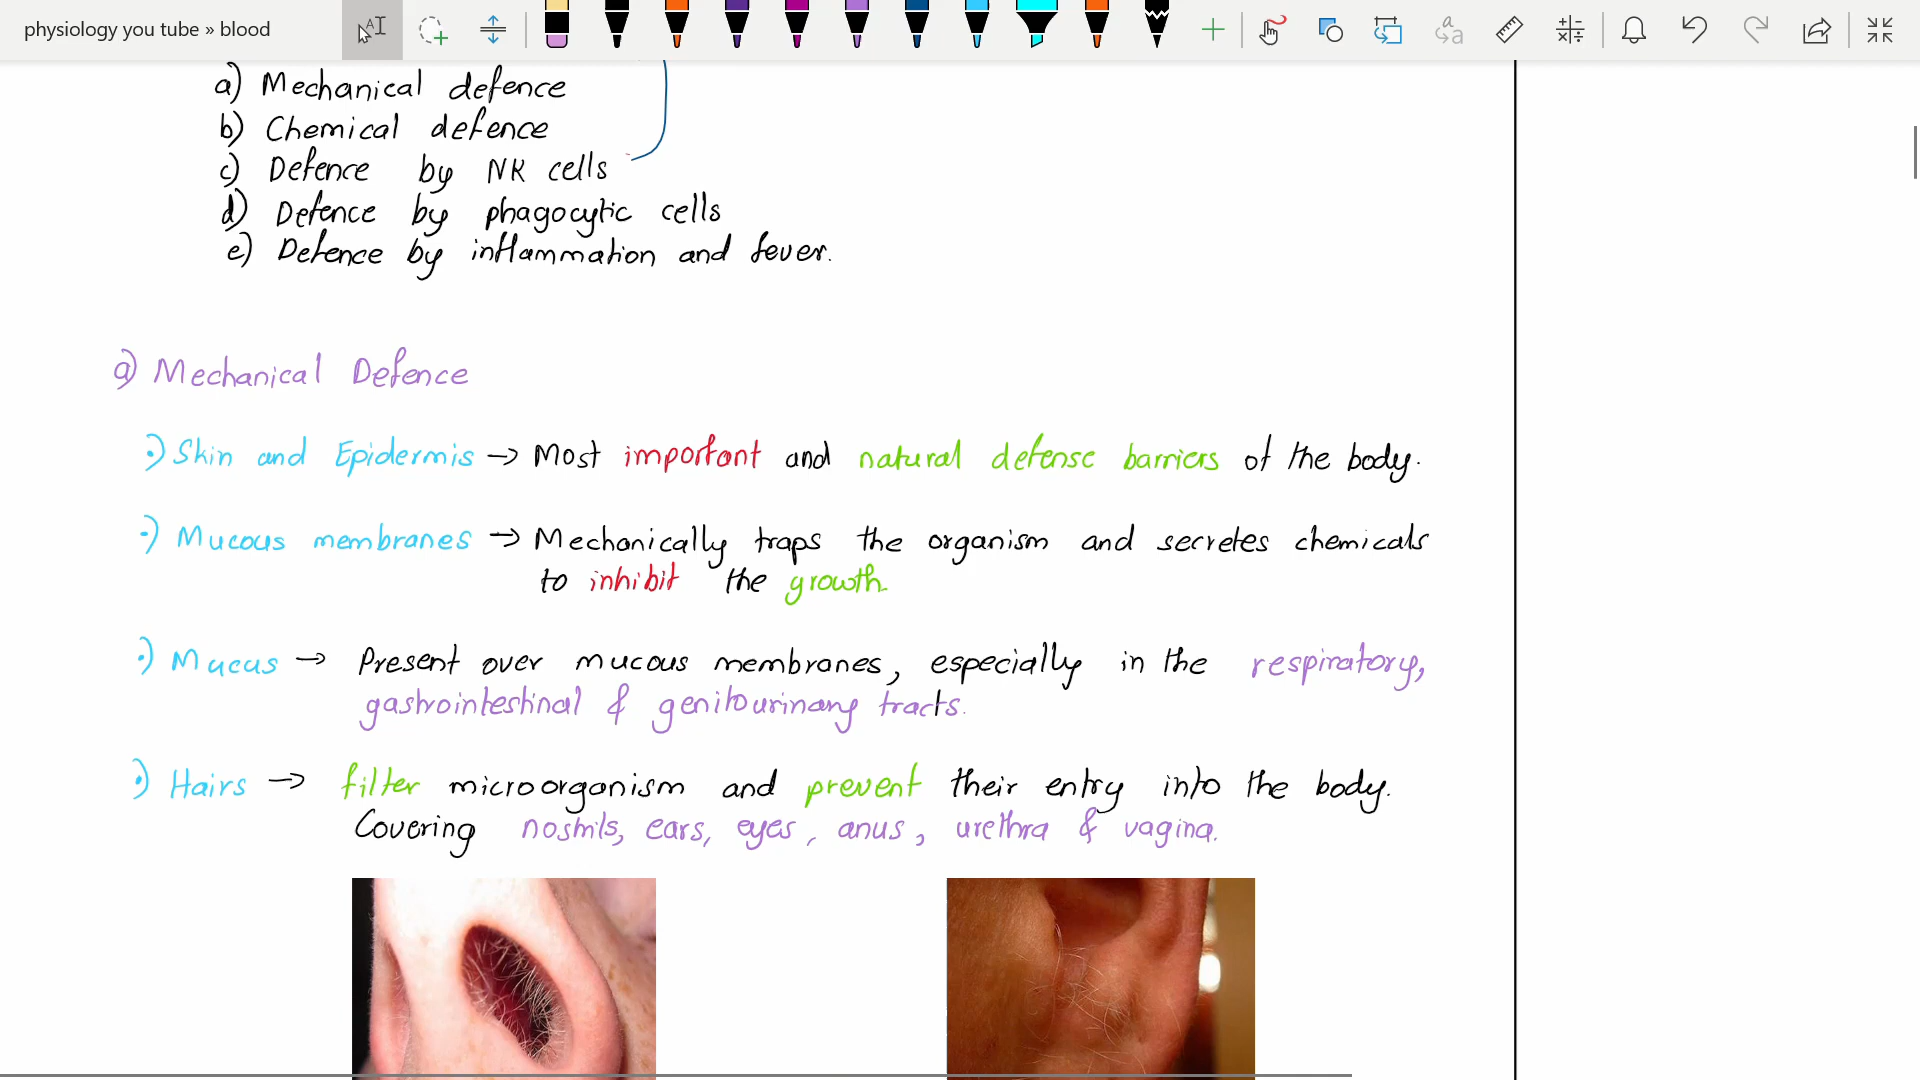 physiology you tube » blood
a) Mechanical defence
b) Chemical defence
c) Defence by NK cells
d) Defence by phagocytic cells
e) Defence by inflammation and fever.
a) Mechanical Defence
•) Skin and Epidermis → Most important and natural defense barriers of the body.
•) Mucous membranes → Mechanically traps the organism and secretes chemicals
to inhibit the growth.
•) Mucus → Present over mucous membranes, especially in the respiratory,
gastrointestinal & genitourinary tracts.
•) Hairs → filter microorganism and prevent their entry into the body.
Covering nostrils, ears, eyes, anus, urethra & vagina.